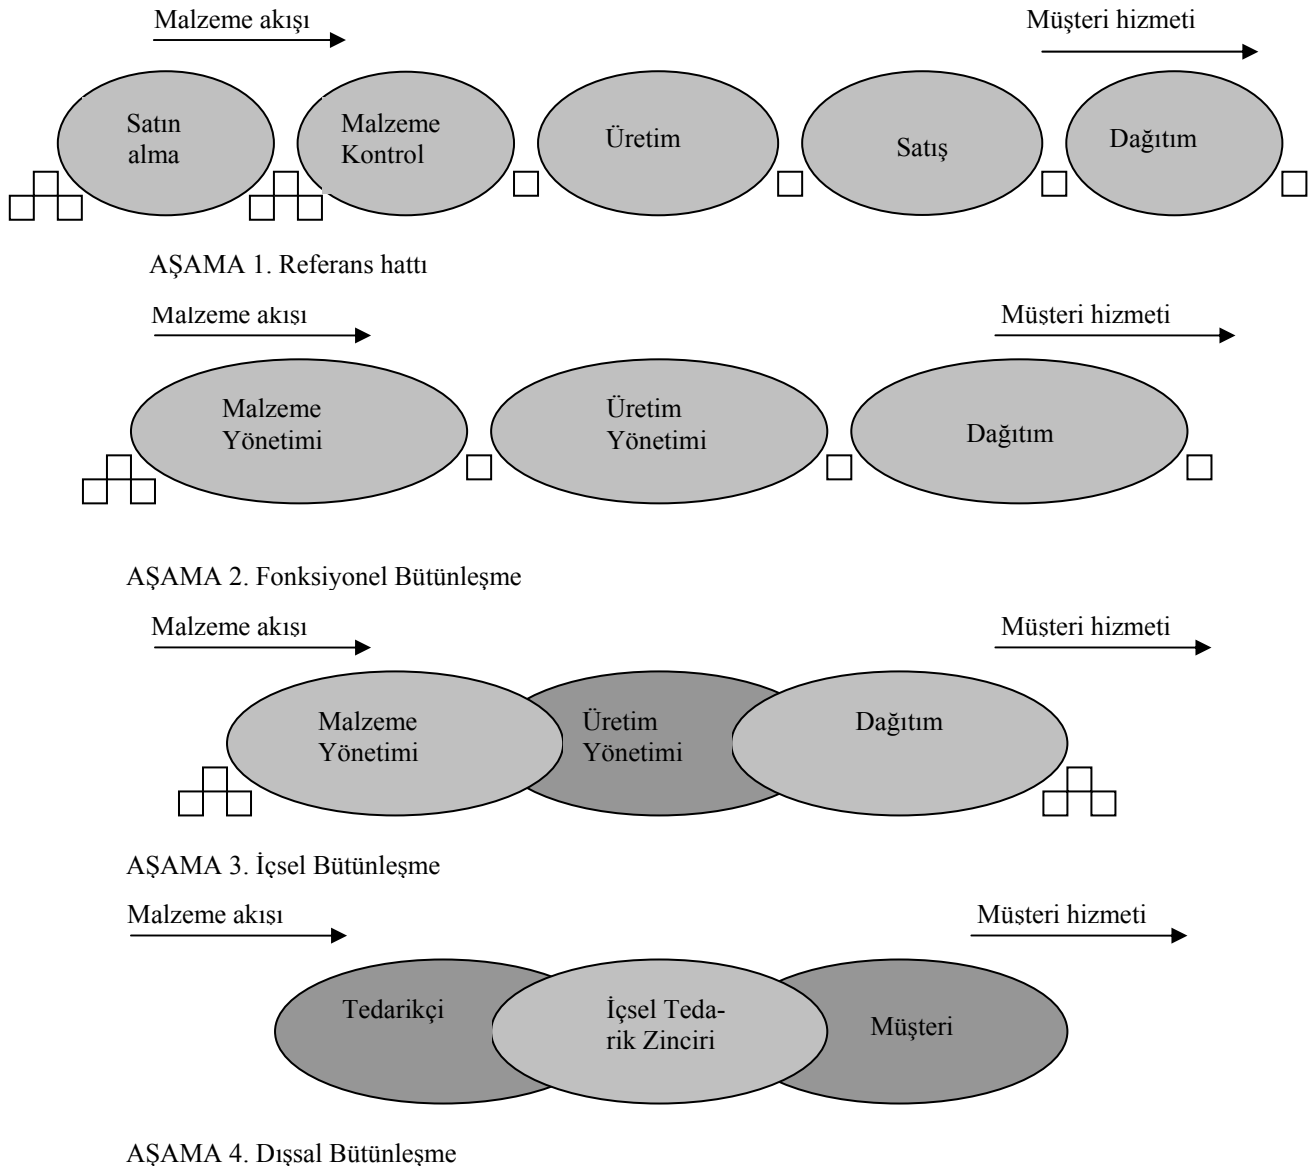 Malzeme akışı
Müşteri hizmeti
Satın
alma
Malzeme
Kontrol
Üretim
Satış
Dağıtım
AŞAMA 1. Referans hattı
Malzeme akışı
Müşteri hizmeti
Malzeme
Yönetimi
Üretim
Yönetimi
Dağıtım
AŞAMA 2. Fonksiyonel Bütünleşme
Malzeme akışı
Müşteri hizmeti
Malzeme
Yönetimi
Üretim
Yönetimi
Dağıtım
AŞAMA 3. İçsel Bütünleşme
Malzeme akışı
Müşteri hizmeti
Tedarikçi
İçsel Teda-
rik Zinciri
Müşteri
AŞAMA 4. Dışsal Bütünleşme